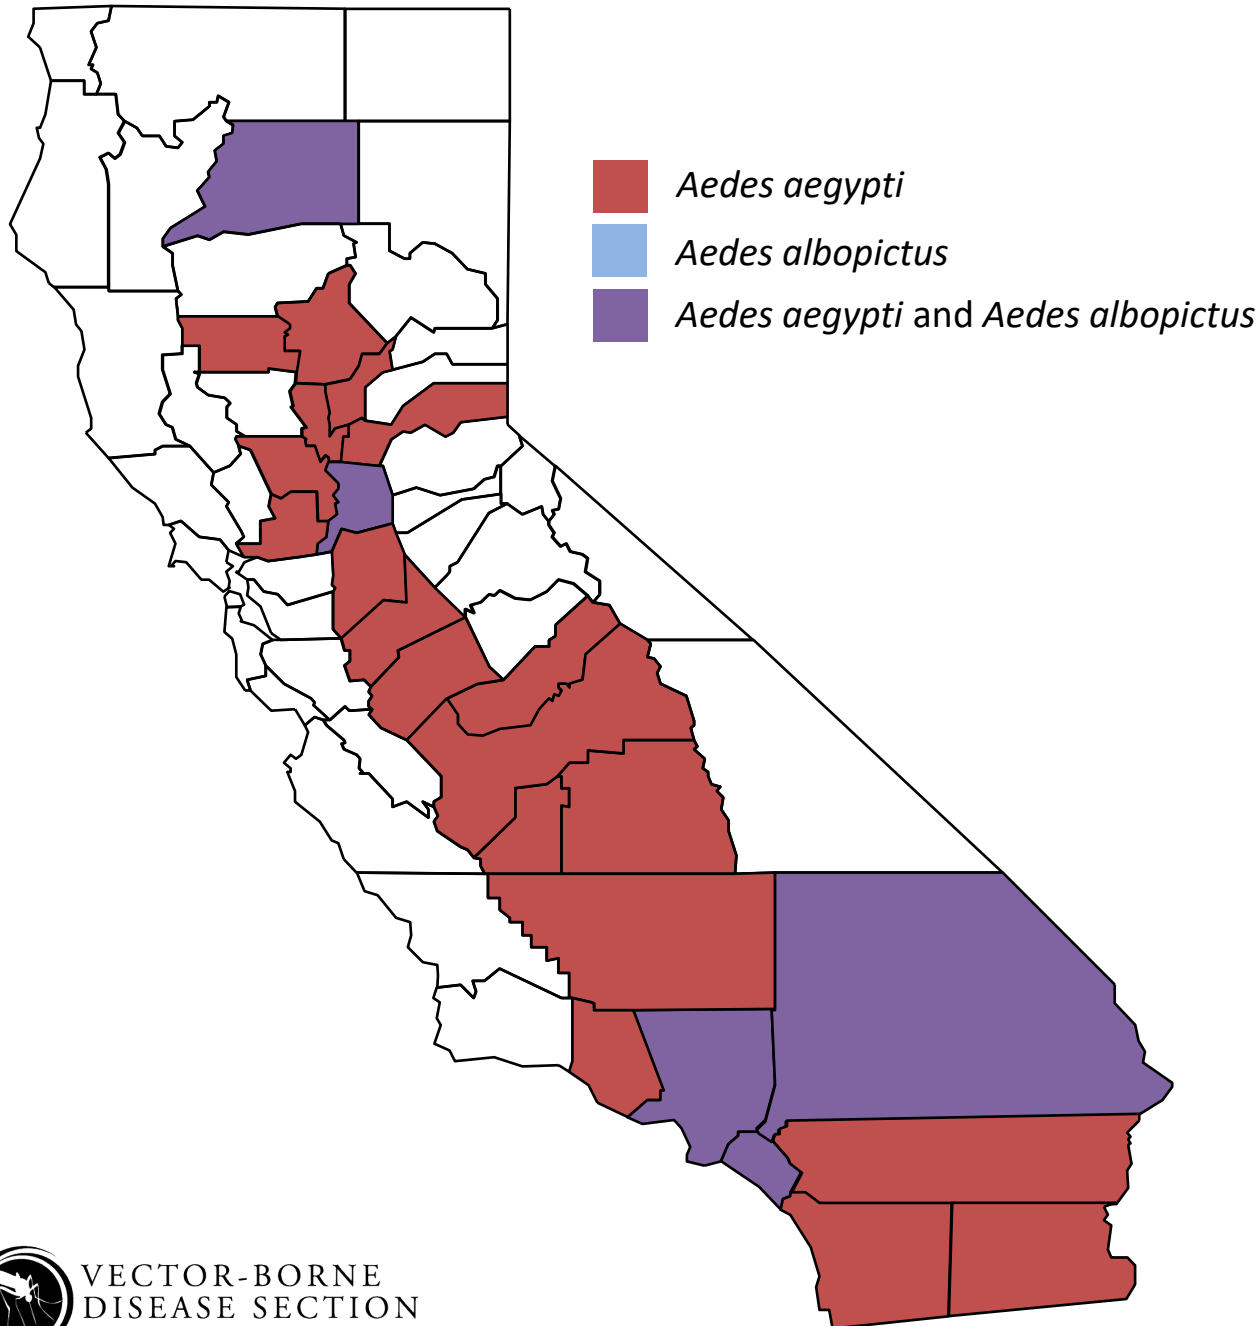 Aedes aegypti
Aedes albopictus
Aedes aegypti and Aedes albopictus
VECTOR-BORNE
DISEASE SECTION